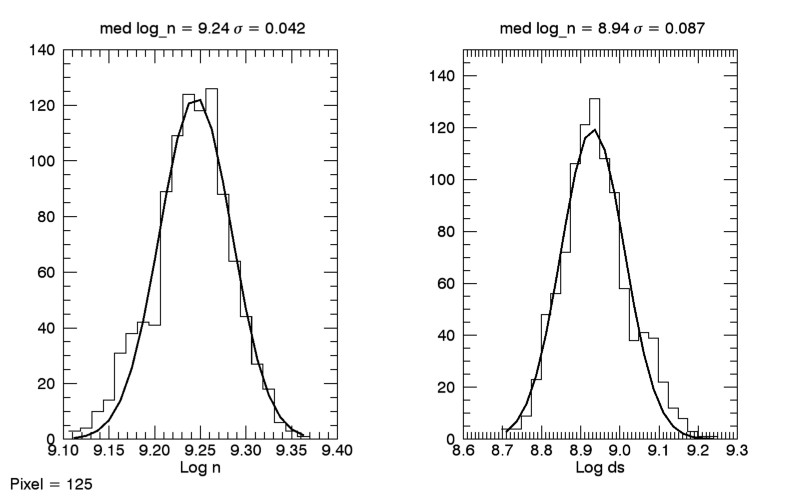 med log_n = 9.24 σ = 0.042
140
120
100
80
60
40
20
0
9.10 9.15 9.20 9.25 9.30 9.35 9.40
Log n
med log_n = 8.94 σ = 0.087
140
120
100
80
60
40
20
0
8.6 8.7 8.8 8.9 9.0 9.1 9.2 9.3
Log ds
Pixel = 125